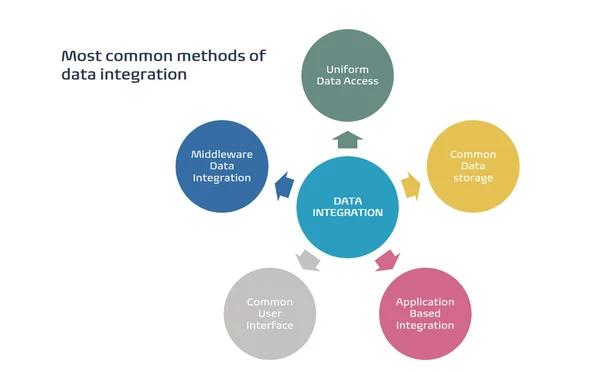 Most common methods of
data integration
Uniform
Data Access
Middleware
Data
Integration
Common
Data
storage
DATA
INTEGRATION
Common
User
Interface
Application
Based
Integration